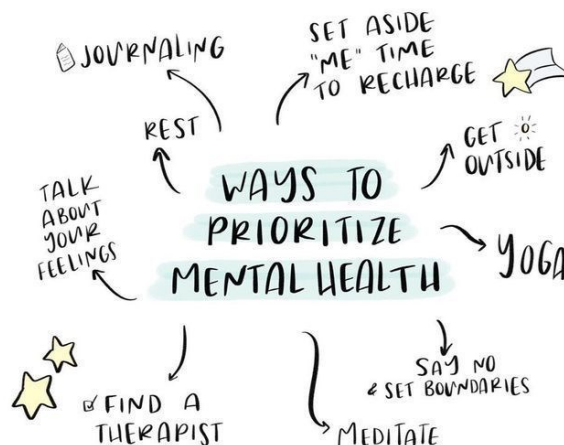 JOURNALING
SET ASIDE
"ME" TIME
TO RECHARGE
REST
GET
OUTSIDE
TALK
ABOUT
YOUR
FEELINGS
WAYS TO
PRIORITIZE
MENTAL HEALTH
YOGA
SAY NO
& SET BOUNDARIES
FIND A
THERAPIST
MEDITATE